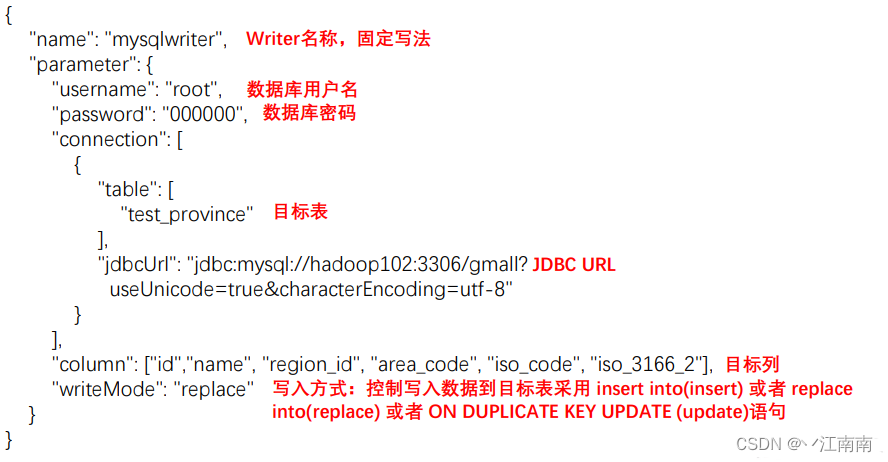 {
"name": "mysqlwriter", Writer名称，固定写法
"parameter": {
"username": "root", 数据库用户名
"password": "000000", 数据库密码
"connection": [
{
"table": [
"test_province" 目标表
],
"jdbcUrl": "jdbc:mysql://hadoop102:3306/gmall? JDBC URL
useUnicode=true&characterEncoding=utf-8"
}
],
"column": ["id","name", "region_id", "area_code", "iso_code", "iso_3166_2"], 目标列
"writeMode": "replace" 写入方式：控制写入数据到目标表采用 insert into(insert) 或者 replace
} into(replace) 或者 ON DUPLICATE KEY UPDATE (update)语句
}
CSDN @丷江南南